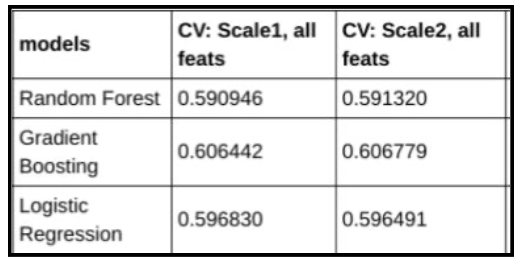 models CV: Scale1, all feats CV: Scale2, all feats
Random Forest 0.590946 0.591320
Gradient Boosting 0.606442 0.606779
Logistic Regression 0.596830 0.596491